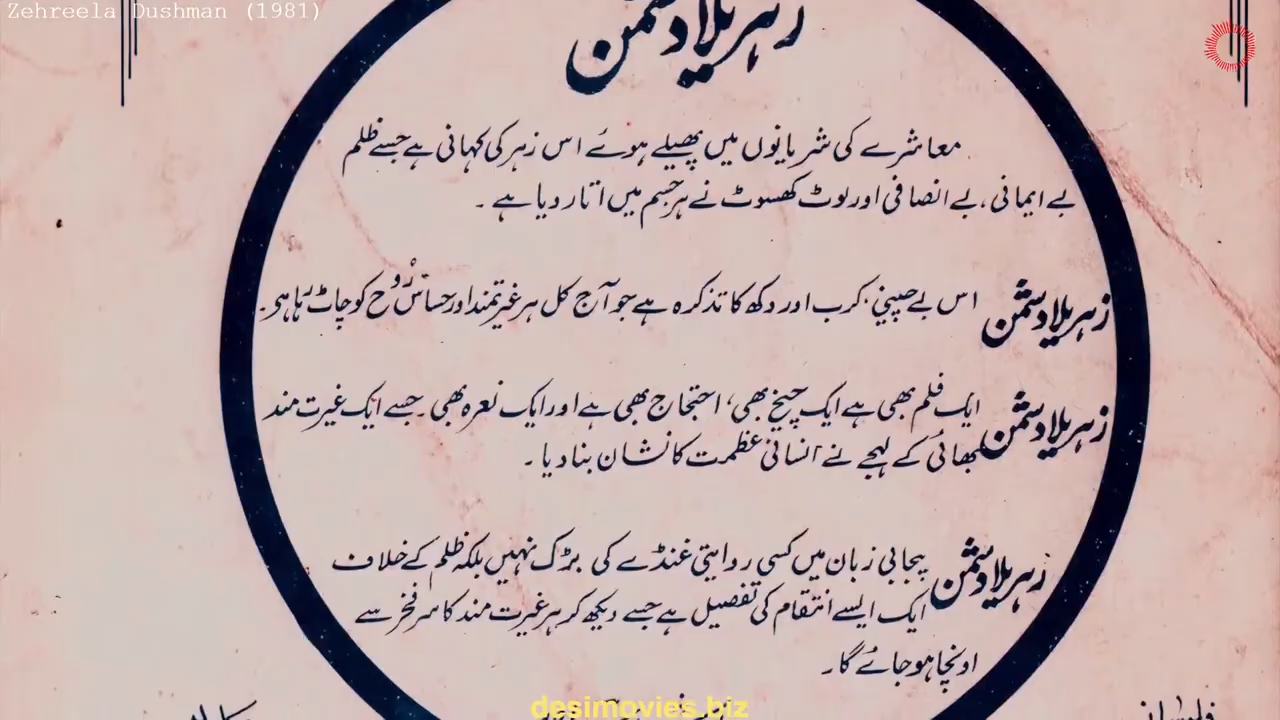 Zehreela Dushman (1981)
زہریلا دشمن
معاشرے کی شریانوں میں پھیلے ہوئے اس زہر کی کہانی ہے جسے ظلم
بے ایمانی ، بے انصافی اور لوٹ کھسوٹ نے ہر جسم میں اتار دیا ہے ۔
زہریلا دشمن اس بے چینی ، کرب اور دکھ کا تذکرہ ہے جو آج کل ہر غیرتمند اور حساس رُوح کو چاٹ رہا ہی ۔
زہریلا دشمن ایک فلم بھی ہے ایک چیخ بھی ، احتجاج بھی ہے اور ایک نعرہ بھی ۔ جسے ایک غیرت مند
بھائی کے لہجے نے انسانی عظمت کا نشان بنا دیا ۔
زہریلا دشمن پنجابی زبان میں کسی روایتی غنڈے کی بڑک نہیں بلکہ ظلم کے خلاف
ایک ایسے انتقام کی تفصیل ہے جسے دیکھ کر ہر غیرت مند کا سر فخر سے
اونچا ہو جائے گا ۔
desimovies.biz